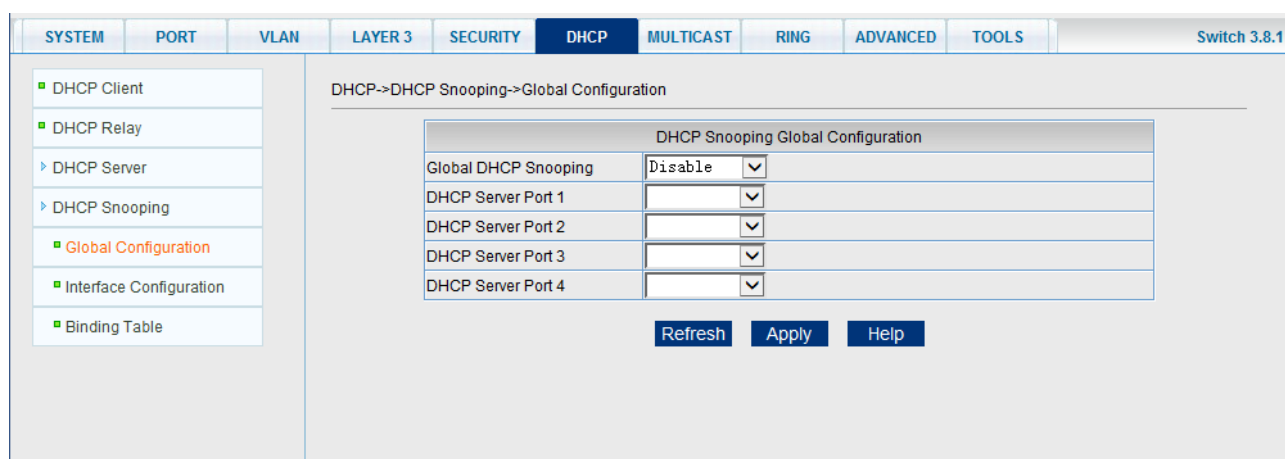 SYSTEM PORT VLAN LAYER 3 SECURITY DHCP MULTICAST RING ADVANCED TOOLS Switch 3.8.1
DHCP Client
DHCP Relay
DHCP Server
DHCP Snooping
Global Configuration
Interface Configuration
Binding Table
DHCP->DHCP Snooping->Global Configuration
DHCP Snooping Global Configuration
Global DHCP Snooping Disable
DHCP Server Port 1
DHCP Server Port 2
DHCP Server Port 3
DHCP Server Port 4
Refresh Apply Help